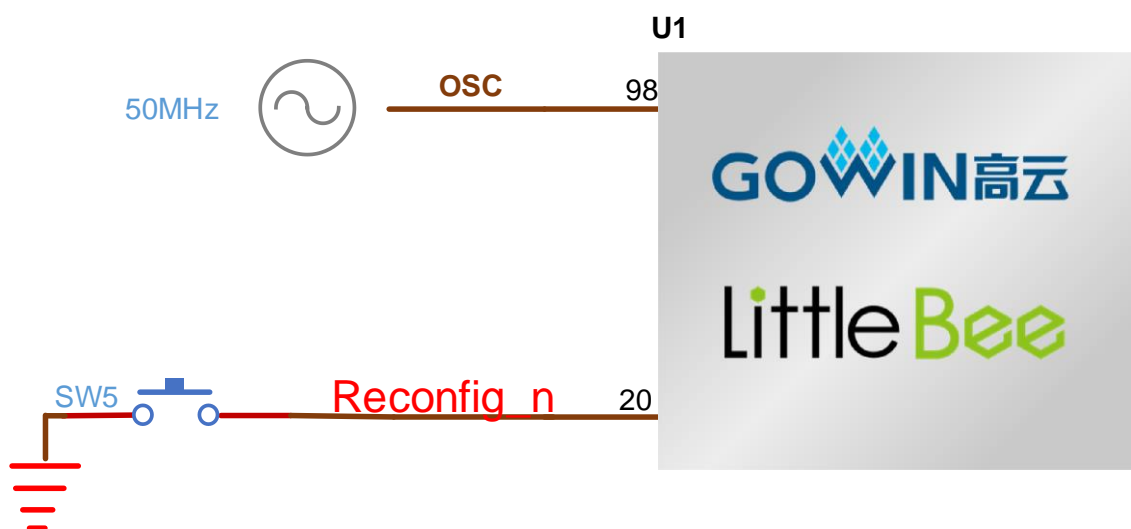 U1
50MHz
OSC
98
GOWIN高云
LittleBee
SW5
Reconfig_n
20